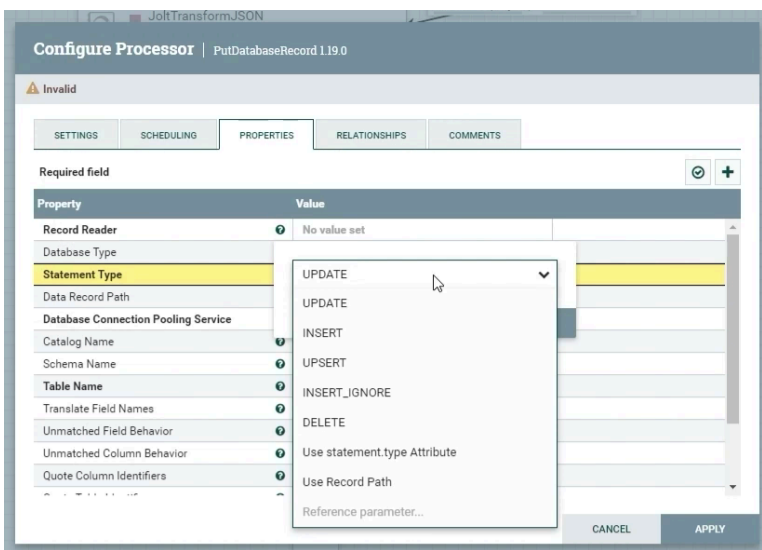 JoltTransformJSON
Configure Processor | PutDatabaseRecord 1.19.0
Invalid
SETTINGS SCHEDULING PROPERTIES RELATIONSHIPS COMMENTS
Required field
Property Value
Record Reader No value set
Database Type
Statement Type
Data Record Path
Database Connection Pooling Service
Catalog Name
Schema Name
Table Name
Translate Field Names
Unmatched Field Behavior
Unmatched Column Behavior
Quote Column Identifiers
UPDATE
UPDATE
INSERT
UPSERT
INSERT_IGNORE
DELETE
Use statement.type Attribute
Use Record Path
Reference parameter...
CANCEL APPLY